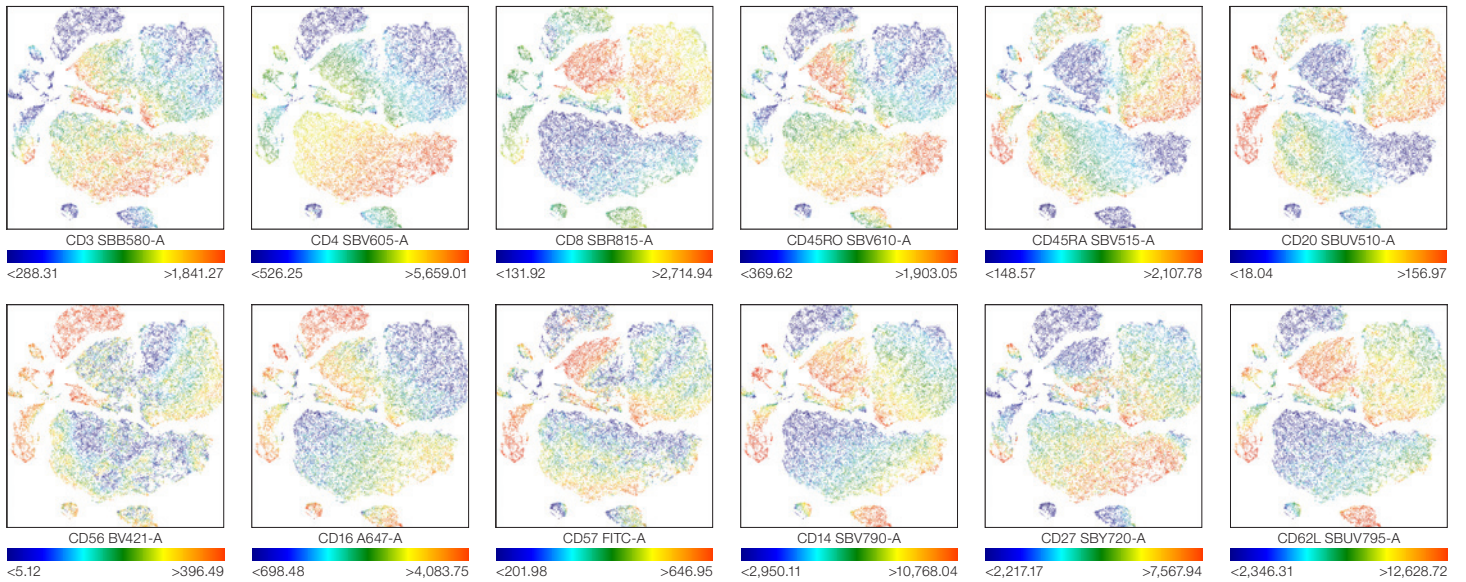 CD3 SBB580-A
<288.31 >1,841.27
CD4 SBV605-A
<526.25 >5,659.01
CD8 SBR815-A
<131.92 >2,714.94
CD45RO SBV610-A
<369.62 >1,903.05
CD45RA SBV515-A
<148.57 >2,107.78
CD20 SBUV510-A
<18.04 >156.97
CD56 BV421-A
<5.12 >396.49
CD16 A647-A
<698.48 >4,083.75
CD57 FITC-A
<201.98 >646.95
CD14 SBV790-A
<2,950.11 >10,768.04
CD27 SBY720-A
<2,217.17 >7,567.94
CD62L SBUV795-A
<2,346.31 >12,628.72